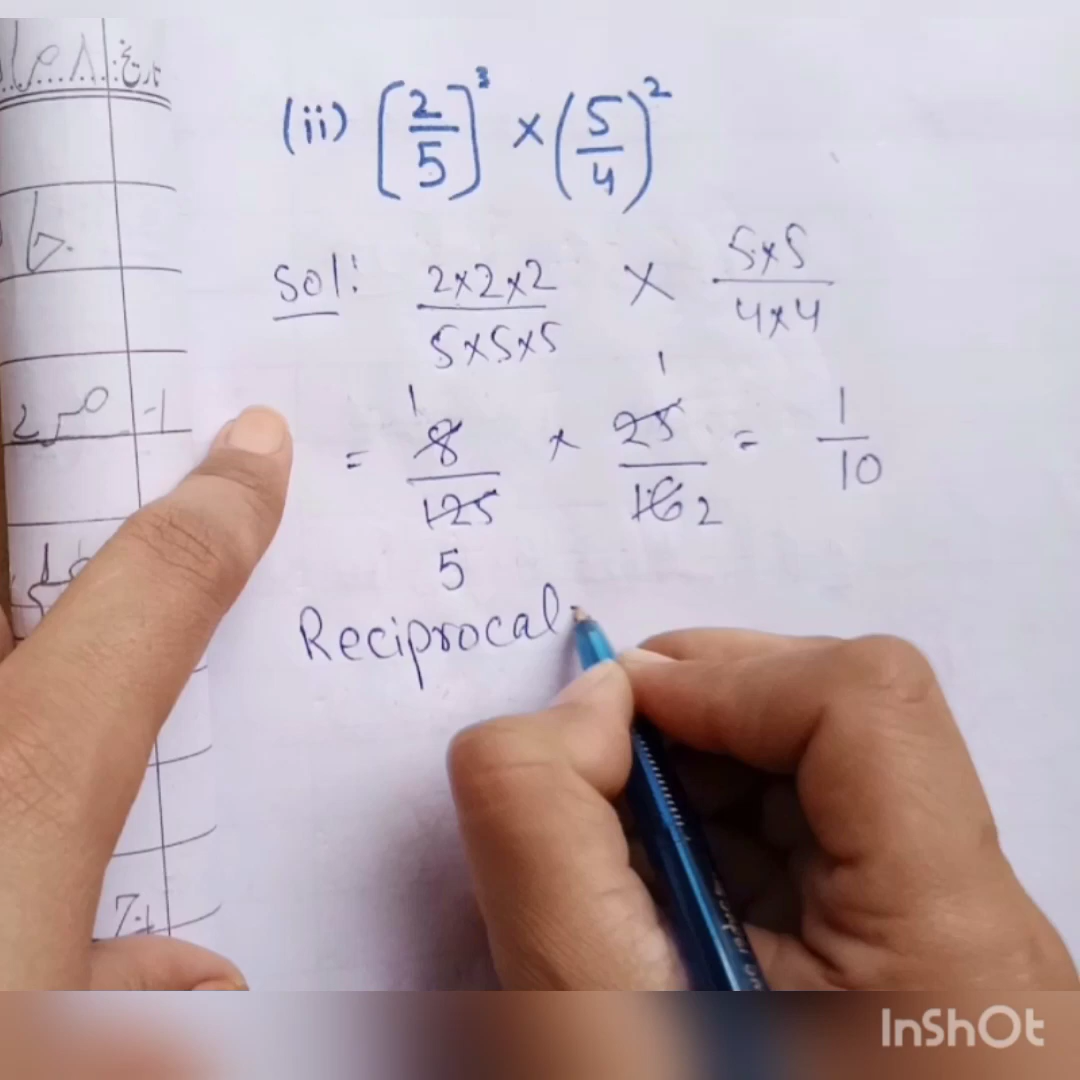 تاریخ:
(ii) [2/5]³ × (5/4)²
Sol: 2×2×2/5×5×5 × 5×5/4×4
1 1
= 8/125 × 25/16 2 = 1/10
5
Reciprocal
InShOt